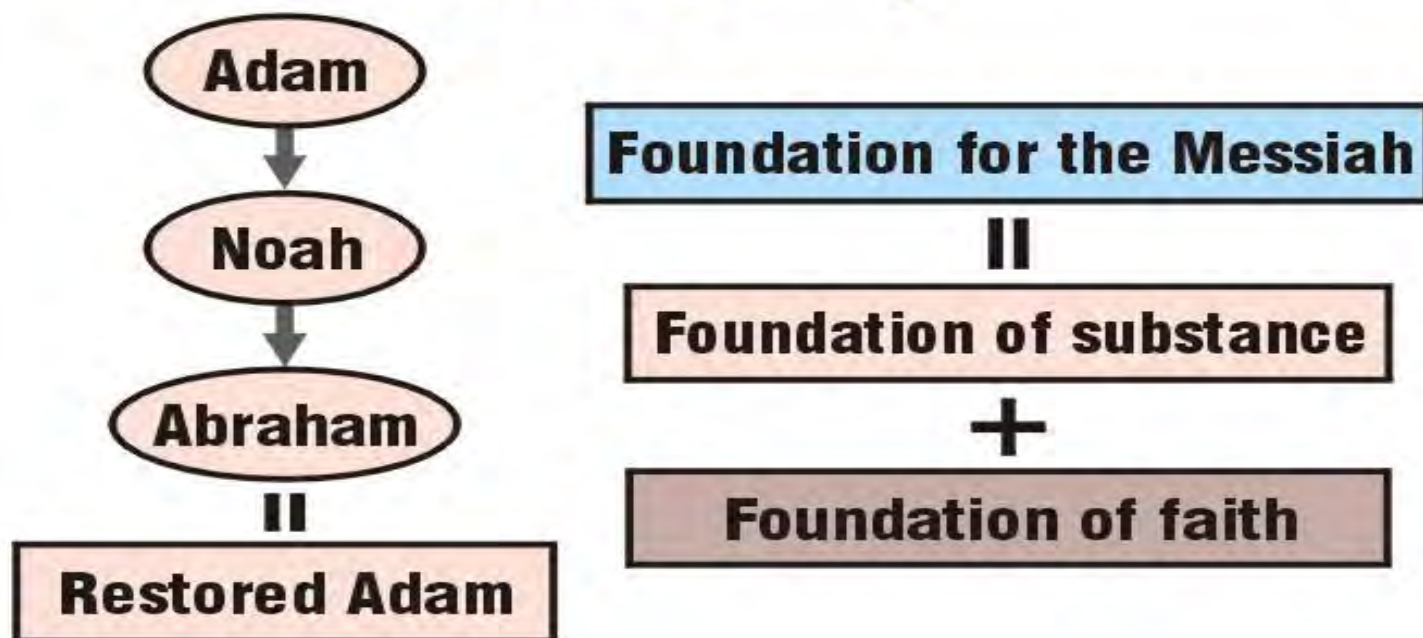 Adam
Noah
Abraham
Restored Adam
Foundation for the Messiah
Foundation of substance
+
Foundation of faith